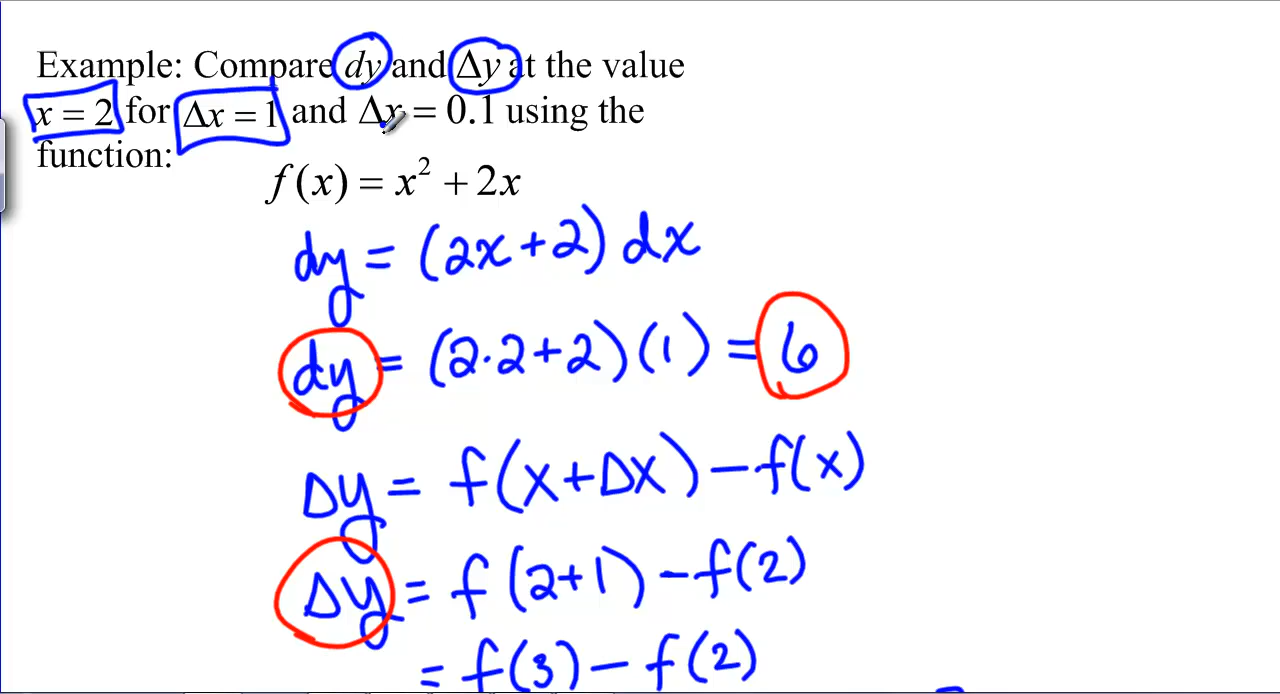 Example: Compare dy and Δy at the value
x = 2 for Δx = 1 and Δx = 0.1 using the
function:
f(x) = x² + 2x
dy = (2x+2) dx
dy = (2·2+2)(1) = 6
Δy = f(x+Δx) − f(x)
Δy = f(2+1) − f(2)
= f(3) − f(2)